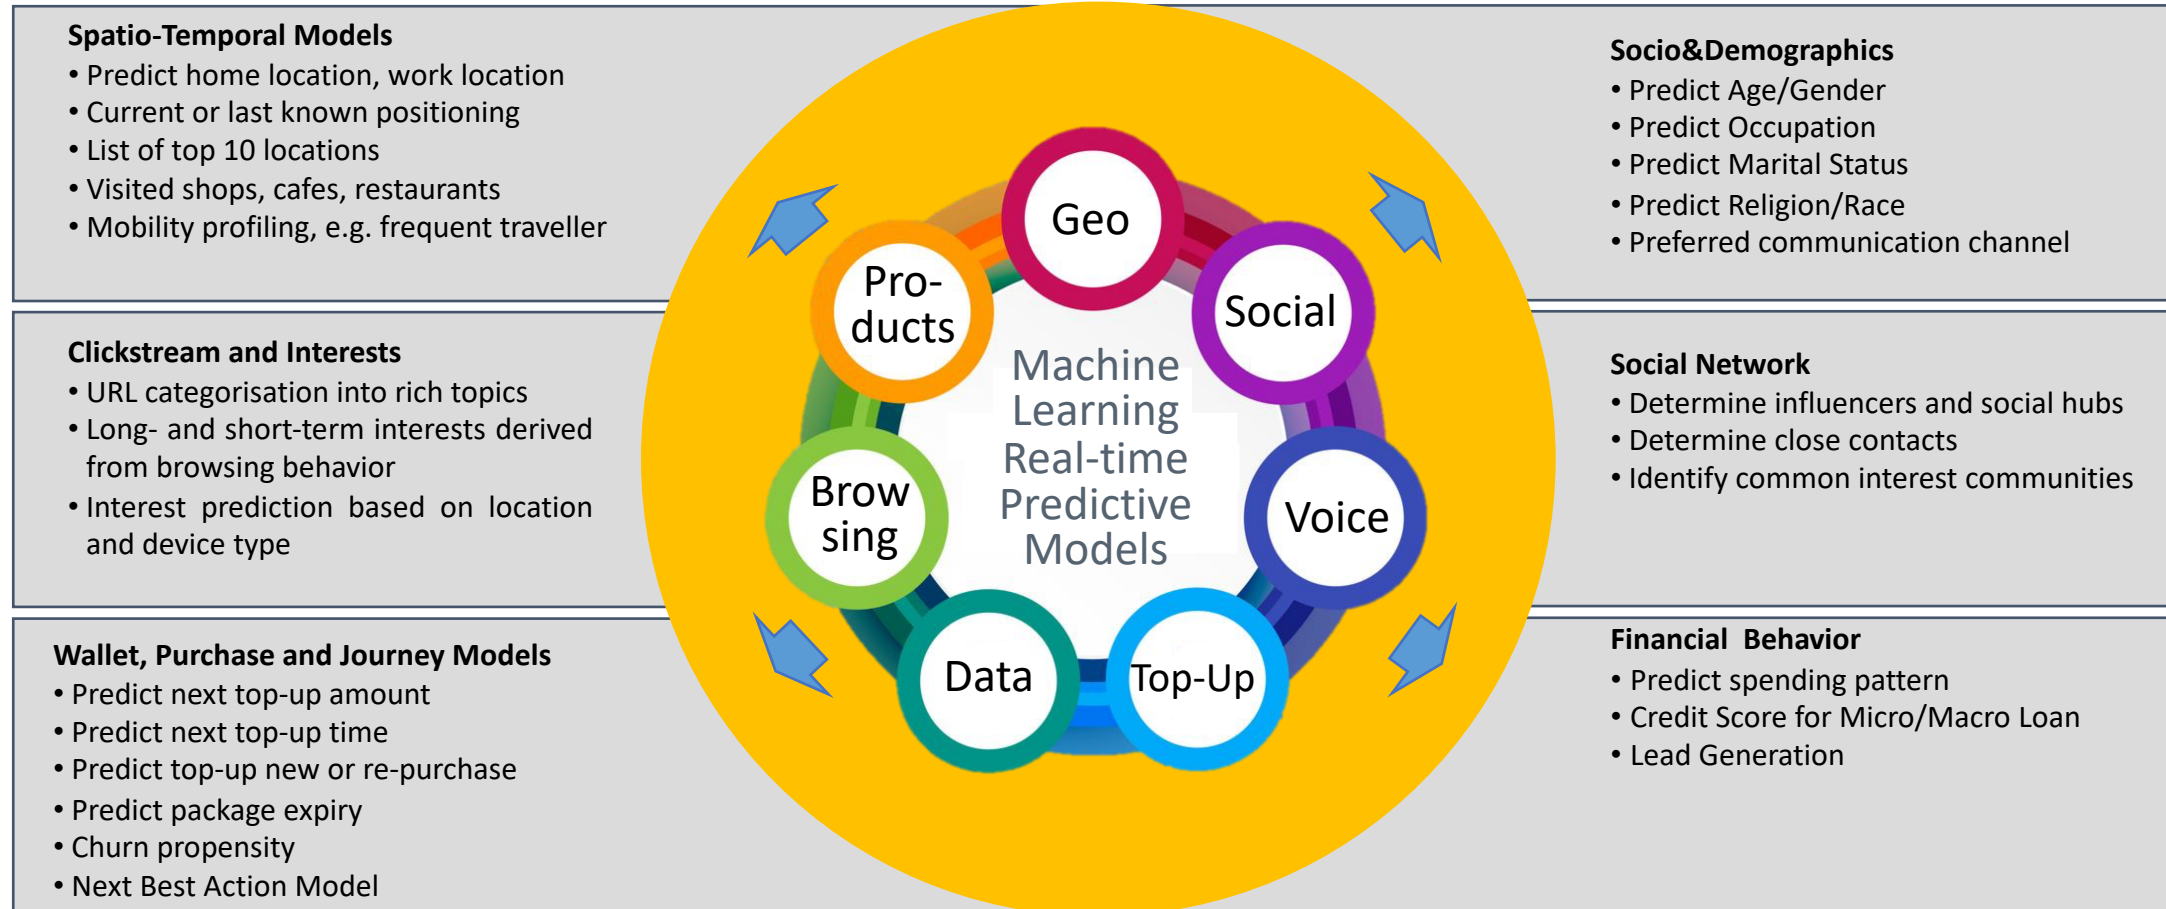 Spatio-Temporal Models
• Predict home location, work location
• Current or last known positioning
• List of top 10 locations
• Visited shops, cafes, restaurants
• Mobility profiling, e.g. frequent traveller
Clickstream and Interests
• URL categorisation into rich topics
• Long- and short-term interests derived
from browsing behavior
• Interest prediction based on location
and device type
Wallet, Purchase and Journey Models
• Predict next top-up amount
• Predict next top-up time
• Predict top-up new or re-purchase
• Predict package expiry
• Churn propensity
• Next Best Action Model
Geo
Social
Voice
Top-Up
Data
Brow
sing
Pro-
ducts
Machine
Learning
Real-time
Predictive
Models
Socio&Demographics
• Predict Age/Gender
• Predict Occupation
• Predict Marital Status
• Predict Religion/Race
• Preferred communication channel
Social Network
• Determine influencers and social hubs
• Determine close contacts
• Identify common interest communities
Financial  Behavior
• Predict spending pattern
• Credit Score for Micro/Macro Loan
• Lead Generation